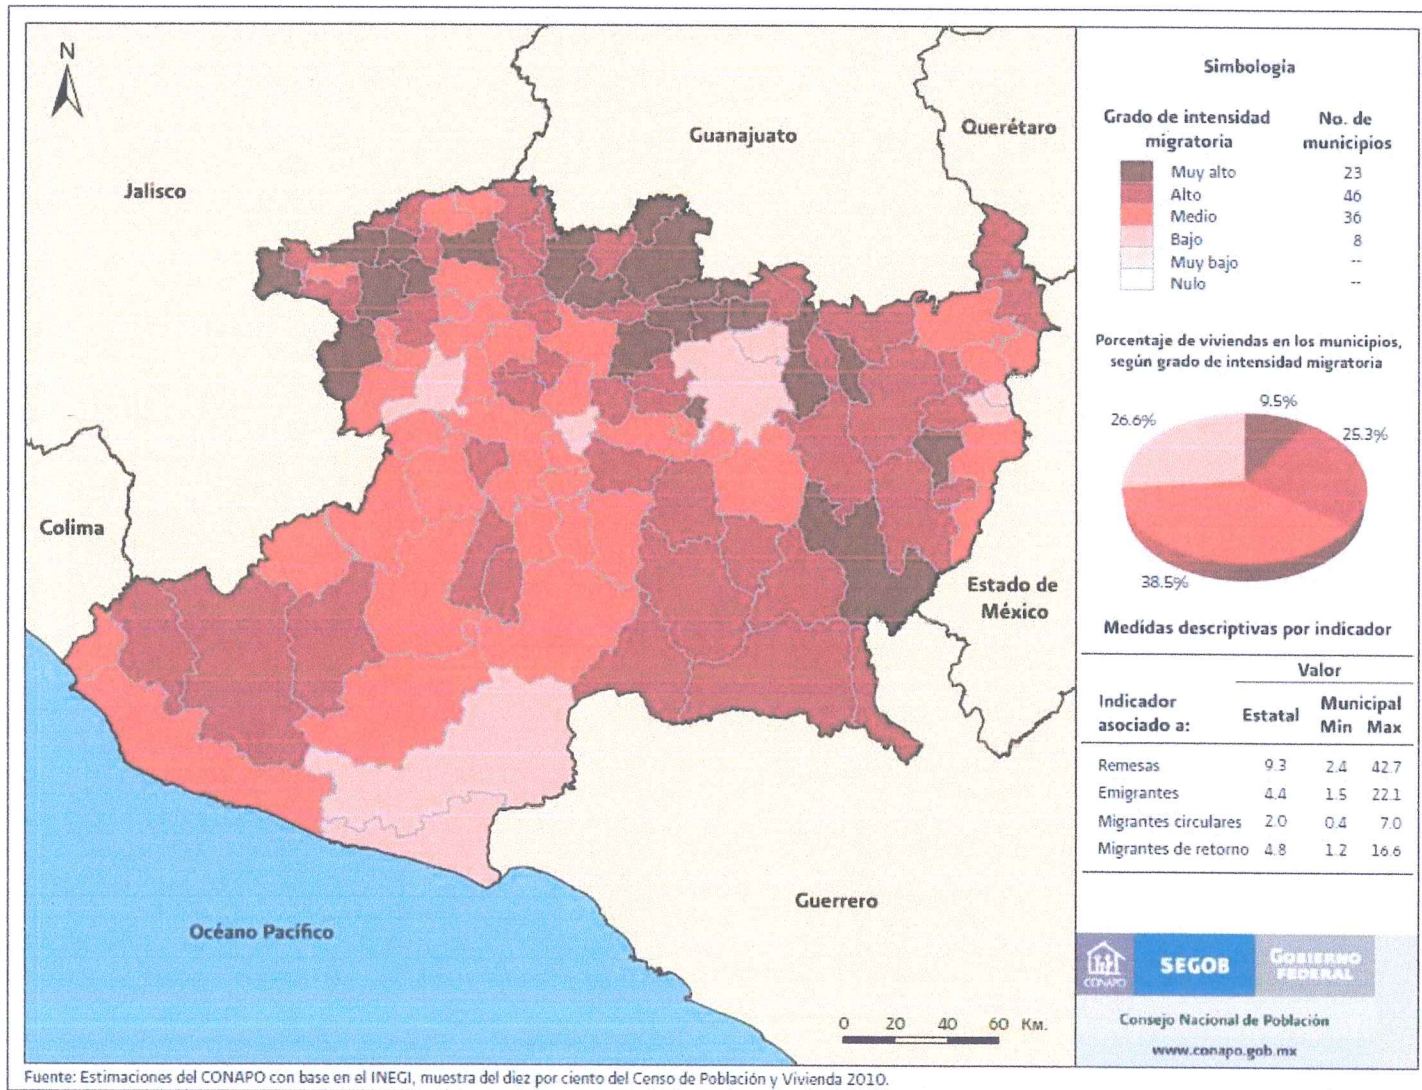 N
Guanajuato
Querétaro
Jalisco
Colima
Estado de
México
Guerrero
Océano Pacífico
0 20 40 60 Km.
Simbología
Grado de intensidad
migratoria
No. de
municipios
Muy alto 23
Alto 46
Medio 36
Bajo 8
Muy bajo --
Nulo --
Porcentaje de viviendas en los municipios,
según grado de intensidad migratoria
9.5%
26.6%
25.3%
38.5%
Medidas descriptivas por indicador
Valor
Indicador
asociado a:
Estatal
Municipal
Min Max
Remesas 9.3 2.4 42.7
Emigrantes 4.4 1.5 22.1
Migrantes circulares 2.0 0.4 7.0
Migrantes de retorno 4.8 1.2 16.6
CONAPO
SEGOB
GOBIERNO
FEDERAL
Consejo Nacional de Población
www.conapo.gob.mx
Fuente: Estimaciones del CONAPO con base en el INEGI, muestra del diez por ciento del Censo de Población y Vivienda 2010.